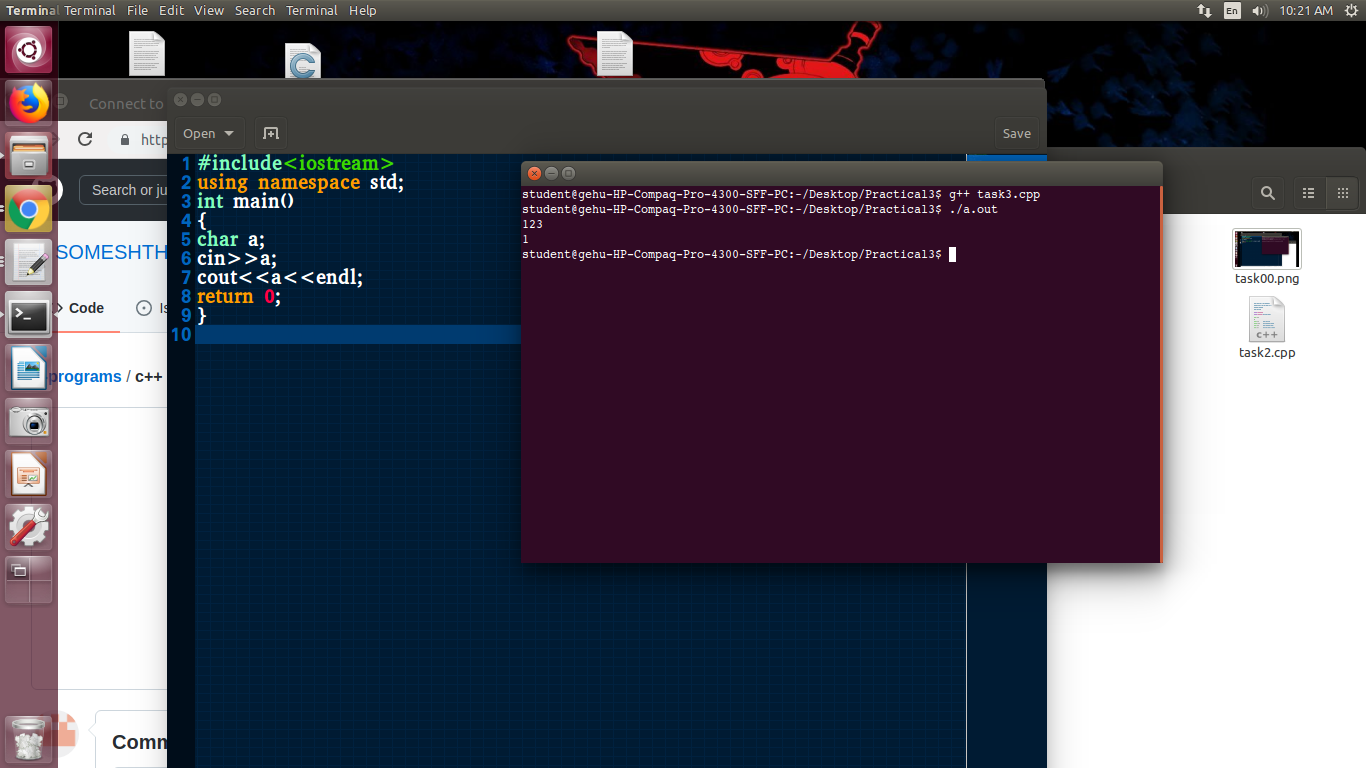 Terminal Terminal File Edit View Search Terminal Help
En 10:21 AM
Connect to
Open
Save
Search or ju
SOMESHTH
Code
programs / c++
Comm
1 #include<iostream>
2 using namespace std;
3 int main()
4 {
5 char a;
6 cin>>a;
7 cout<<a<<endl;
8 return 0;
9 }
10
student@gehu-HP-Compaq-Pro-4300-SFF-PC:~/Desktop/Practical3$ g++ task3.cpp
student@gehu-HP-Compaq-Pro-4300-SFF-PC:~/Desktop/Practical3$ ./a.out
123
1
student@gehu-HP-Compaq-Pro-4300-SFF-PC:~/Desktop/Practical3$
task00.png
c++
task2.cpp